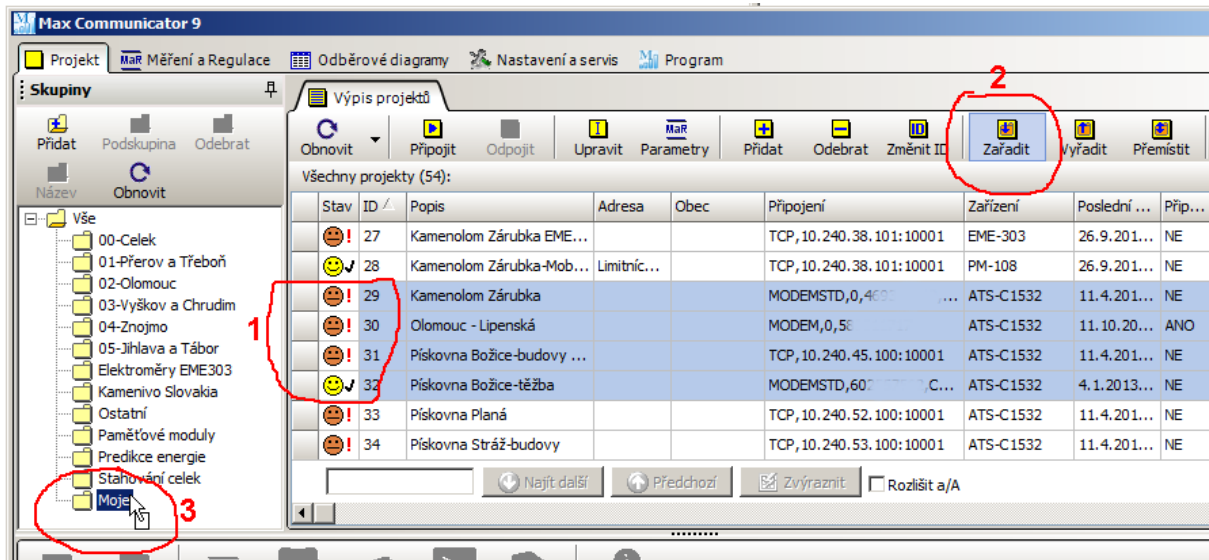 Max Communicator 9
Projekt MaR Měření a Regulace Odběrové diagramy Nastavení a servis Program
Skupiny
Přidat Podskupina Odebrat
Název Obnovit
Vše
00-Celek
01-Přerov a Třeboň
02-Olomouc
03-Vyškov a Chrudim
04-Znojmo
05-Jihlava a Tábor
Elektroměry EME303
Kamenivo Slovakia
Ostatní
Paměťové moduly
Predikce energie
Stahování celek
Moje
3
Výpis projektů
2
Obnovit Připojit Odpojit Upravit Parametry Přidat Odebrat Změnit ID Zařadit Vyřadit Přemístit
Všechny projekty (54):
Stav ID Popis Adresa Obec Připojení Zařízení Poslední ... Přip...
27 Kamenolom Zárubka EME... TCP,10.240.38.101:10001 EME-303 26.9.201... NE
28 Kamenolom Zárubka-Mob... Limitníc... TCP,10.240.38.101:10001 PM-108 26.9.201... NE
1
29 Kamenolom Zárubka MODEMSTD,0,469 ... ATS-C1532 11.4.201... NE
30 Olomouc - Lipenská MODEM,0,58 ATS-C1532 11.10.20... ANO
31 Pískovna Božice-budovy ... TCP,10.240.45.100:10001 ATS-C1532 11.4.201... NE
32 Pískovna Božice-těžba MODEMSTD,602 ,C... ATS-C1532 4.1.2013... NE
33 Pískovna Planá TCP,10.240.52.100:10001 ATS-C1532 11.4.201... NE
34 Pískovna Stráž-budovy TCP,10.240.53.100:10001 ATS-C1532 11.4.201... NE
Najít další Předchozí Zvýraznit Rozlišit a/A